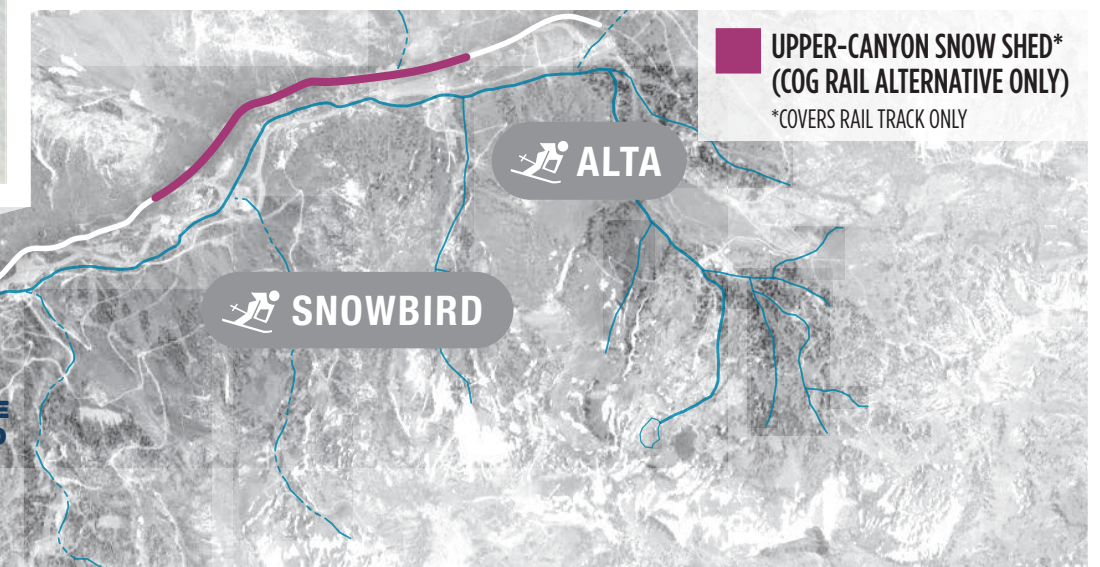 UPPER-CANYON SNOW SHED*
(COG RAIL ALTERNATIVE ONLY)
*COVERS RAIL TRACK ONLY
ALTA
SNOWBIRD